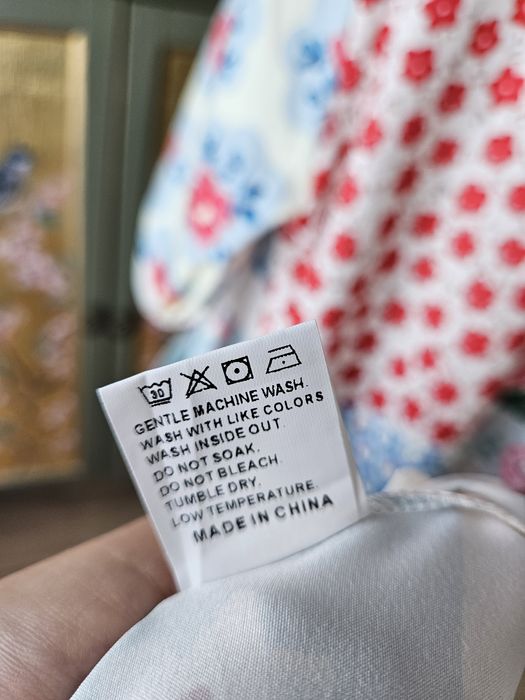 30
GENTLE MACHINE WASH.
WASH WITH LIKE COLORS
WASH INSIDE OUT.
DO NOT SOAK.
DO NOT BLEACH.
TUMBLE DRY.
LOW TEMPERATURE.
MADE IN CHINA